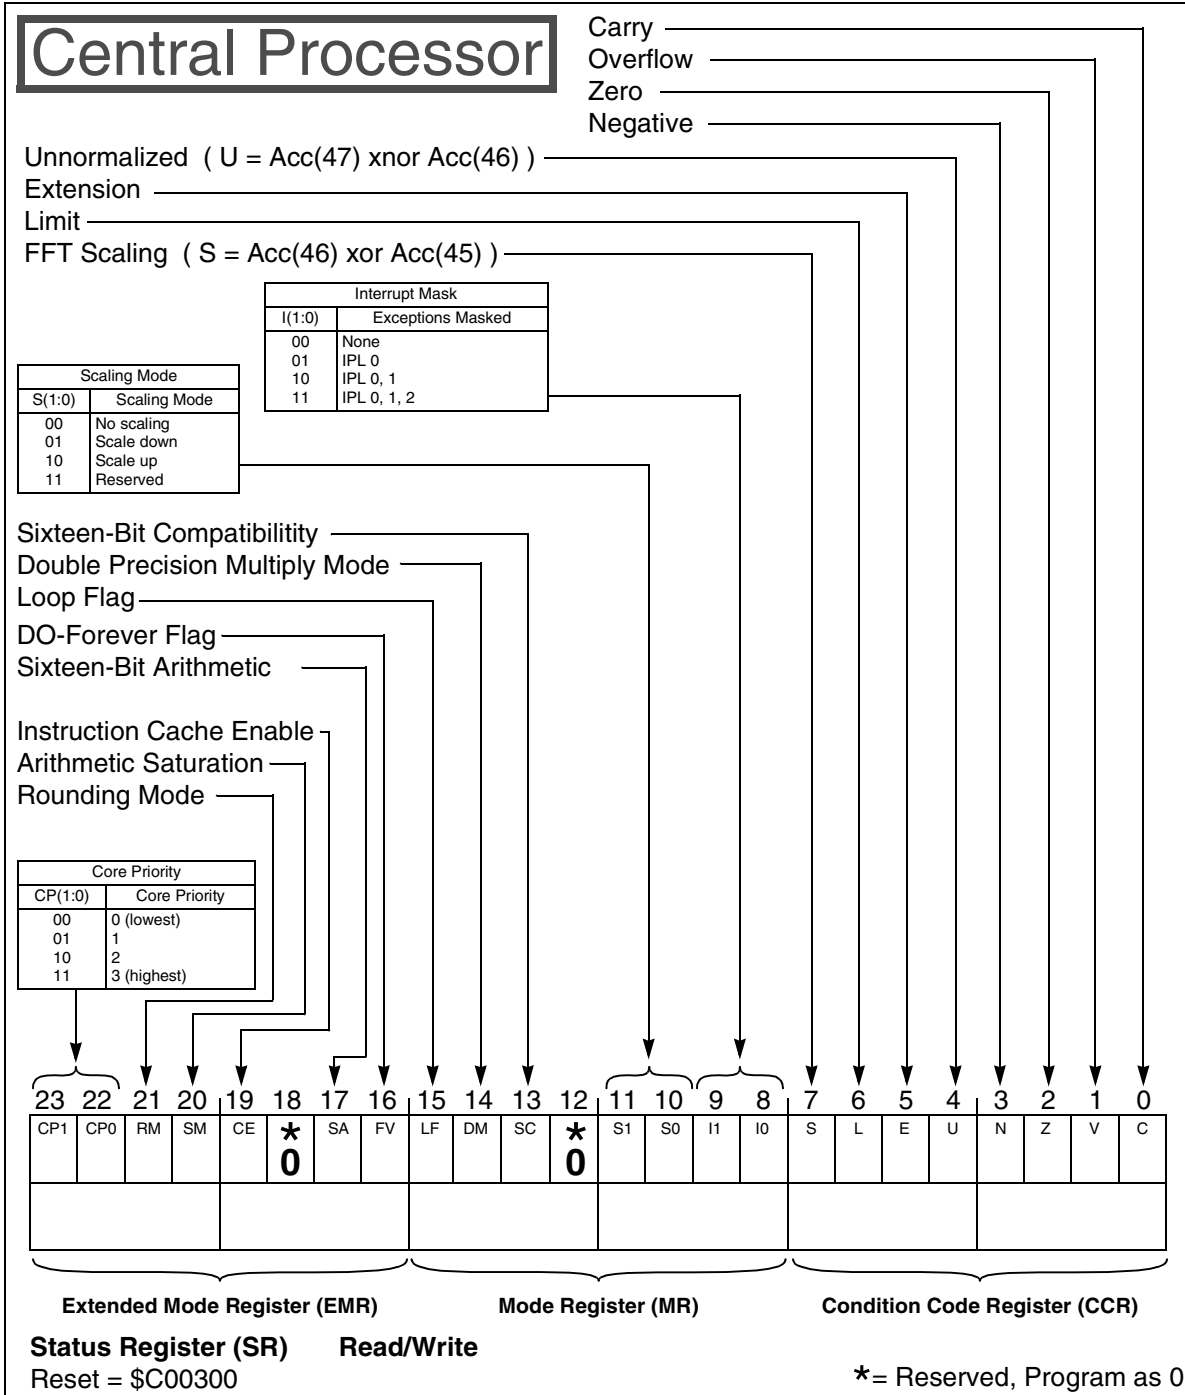 Central Processor
Carry
Overflow
Zero
Negative
Unnormalized ( U = Acc(47) xnor Acc(46) )
Extension
Limit
FFT Scaling ( S = Acc(46) xor Acc(45) )
Interrupt Mask
I(1:0) Exceptions Masked
00 None
01 IPL 0
10 IPL 0, 1
11 IPL 0, 1, 2
Scaling Mode
S(1:0) Scaling Mode
00 No scaling
01 Scale down
10 Scale up
11 Reserved
Sixteen-Bit Compatibilitity
Double Precision Multiply Mode
Loop Flag
DO-Forever Flag
Sixteen-Bit Arithmetic
Instruction Cache Enable
Arithmetic Saturation
Rounding Mode
Core Priority
CP(1:0) Core Priority
00 0 (lowest)
01 1
10 2
11 3 (highest)
23 22 21 20 19 18 17 16 15 14 13 12 11 10 9 8 7 6 5 4 3 2 1 0
CP1 CP0 RM SM CE * SA FV LF DM SC * S1 S0 I1 I0 S L E U N Z V C
0 0
Extended Mode Register (EMR) Mode Register (MR) Condition Code Register (CCR)
Status Register (SR) Read/Write
Reset = $C00300
*= Reserved, Program as 0